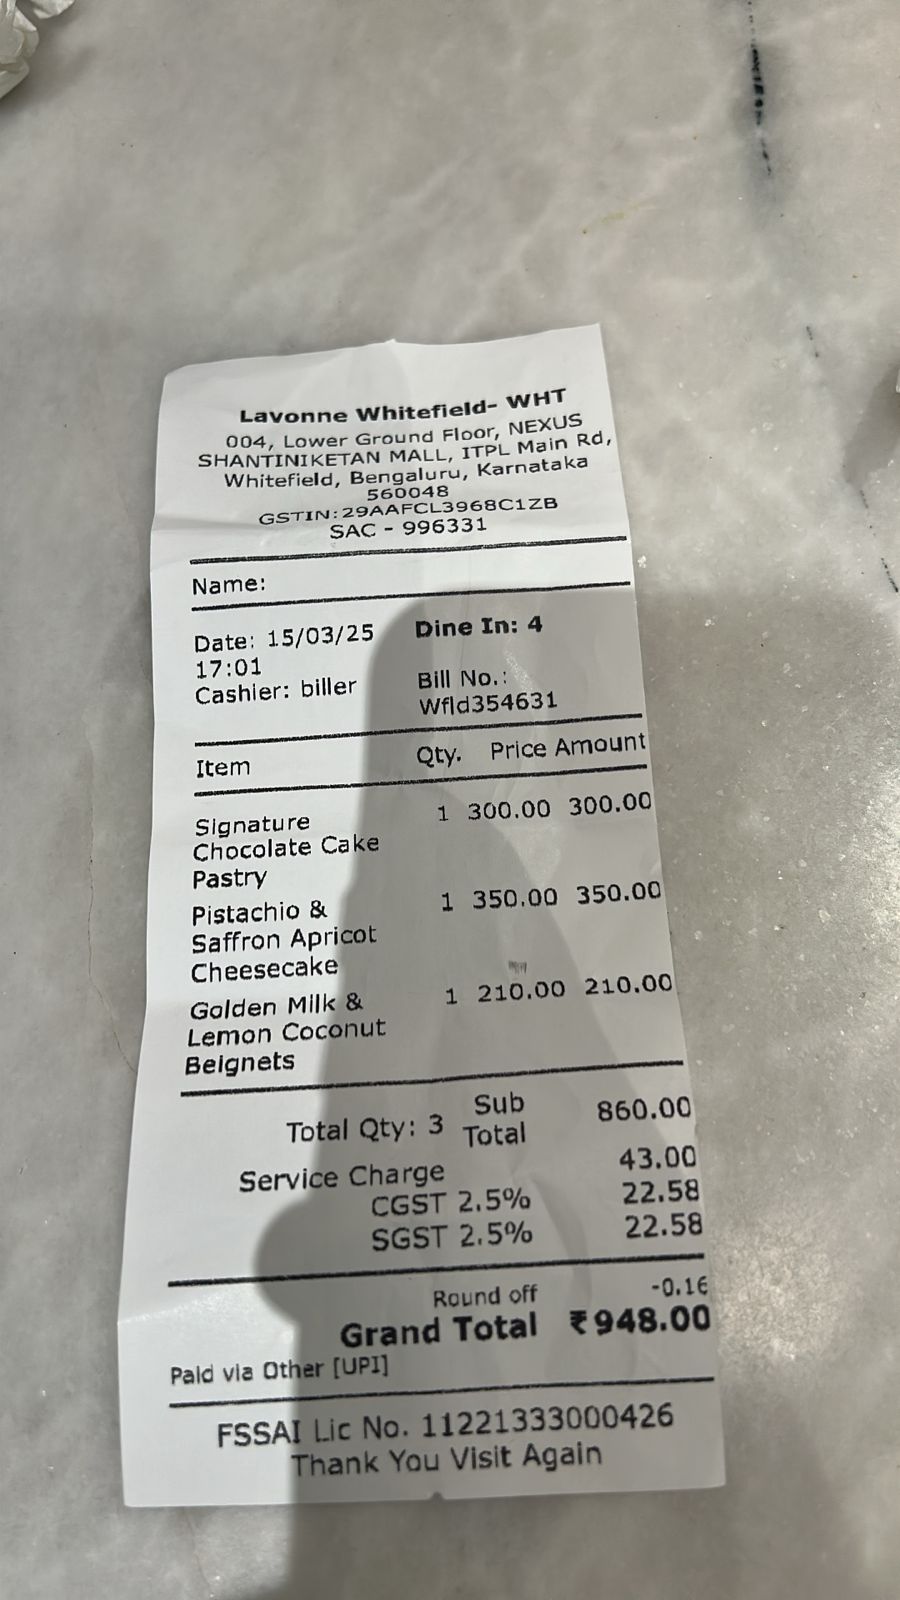 Lavonne Whitefield- WHT
004, Lower Ground Floor, NEXUS
SHANTINIKETAN MALL, ITPL Main Rd,
Whitefield, Bengaluru, Karnataka
560048
GSTIN:29AAFCL3968C1ZB
SAC - 996331
Name:
Date: 15/03/25 Dine In: 4
17:01
Cashier: biller Bill No.:
Wfld354631
Item Qty. Price Amount
Signature 1 300.00 300.00
Chocolate Cake
Pastry
Pistachio & 1 350.00 350.00
Saffron Apricot
Cheesecake
Golden Milk & 1 210.00 210.00
Lemon Coconut
Beignets
Total Qty: 3 Sub Total 860.00
Service Charge 43.00
CGST 2.5% 22.58
SGST 2.5% 22.58
Round off -0.16
Grand Total ₹948.00
Paid via Other [UPI]
FSSAI Lic No. 11221333000426
Thank You Visit Again